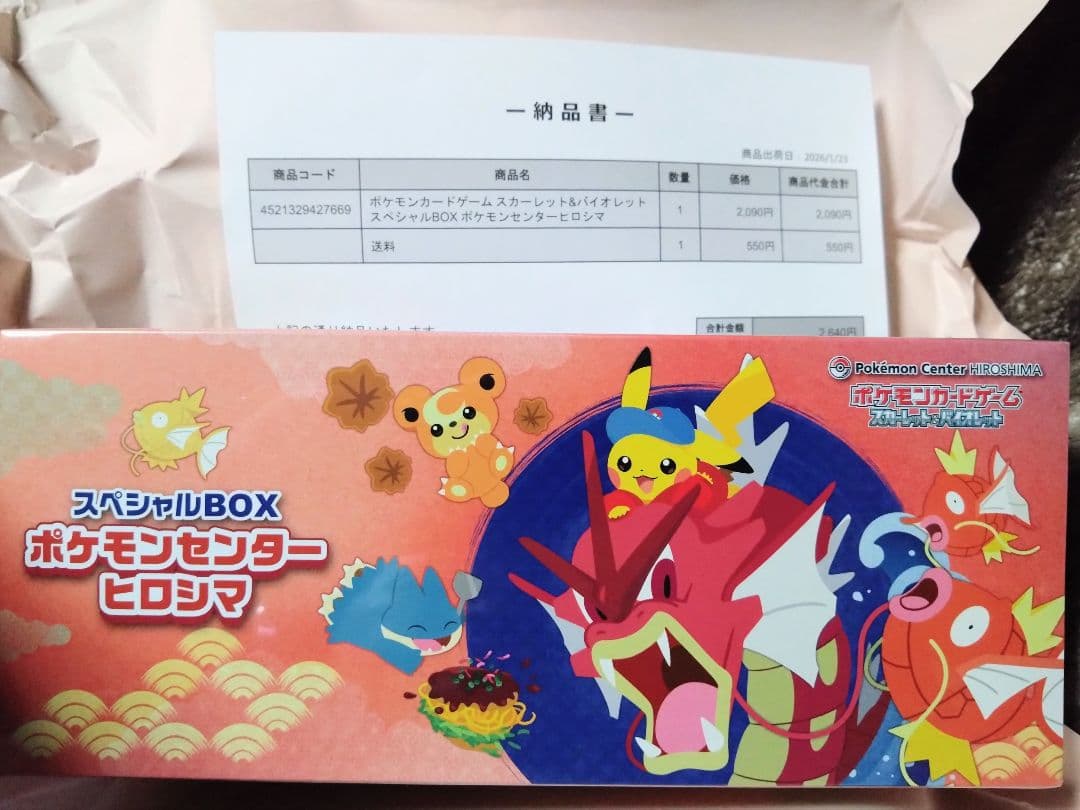 ー納品書ー
商品出荷日：2026/1/23
商品コード 商品名 数量 価格 商品代金合計
4521329427669 ポケモンカードゲーム スカーレット&バイオレット
スペシャルBOX ポケモンセンターヒロシマ 1 2,090円 2,090円
送料 1 550円 550円
合計金額 2,640円
Pokémon Center HIROSHIMA
ポケモンカードゲーム
スカーレット&バイオレット
スペシャルBOX
ポケモンセンター
ヒロシマ